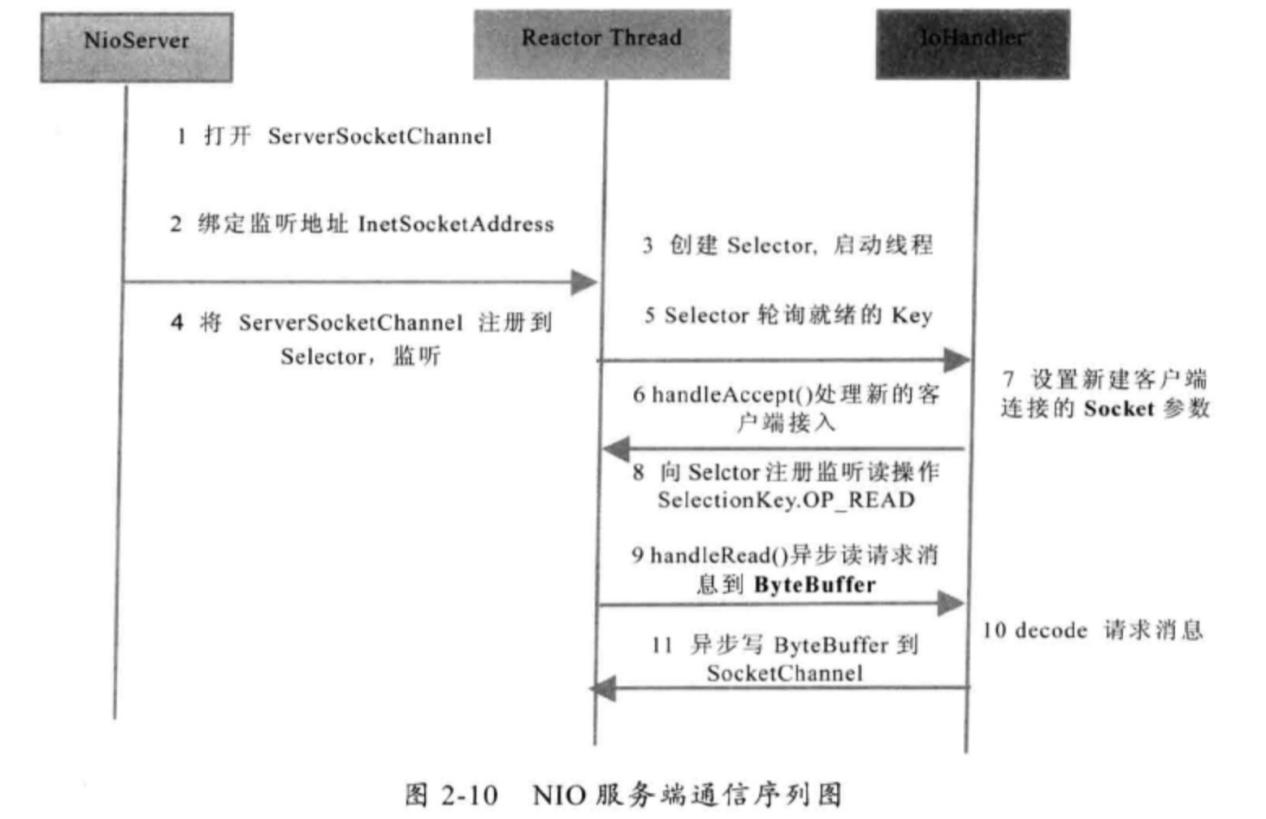 NioServer
Reactor Thread
IoHandler
1 打开 ServerSocketChannel
2 绑定监听地址 InetSocketAddress
3 创建 Selector, 启动线程
4 将 ServerSocketChannel 注册到
Selector，监听
5 Selector 轮询就绪的 Key
6 handleAccept()处理新的客
户端接入
7 设置新建客户端
连接的 Socket 参数
8 向 Selctor 注册监听读操作
SelectionKey.OP_READ
9 handleRead()异步读请求消
息到 ByteBuffer
10 decode 请求消息
11 异步写 ByteBuffer 到
SocketChannel
图 2-10 NIO 服务端通信序列图